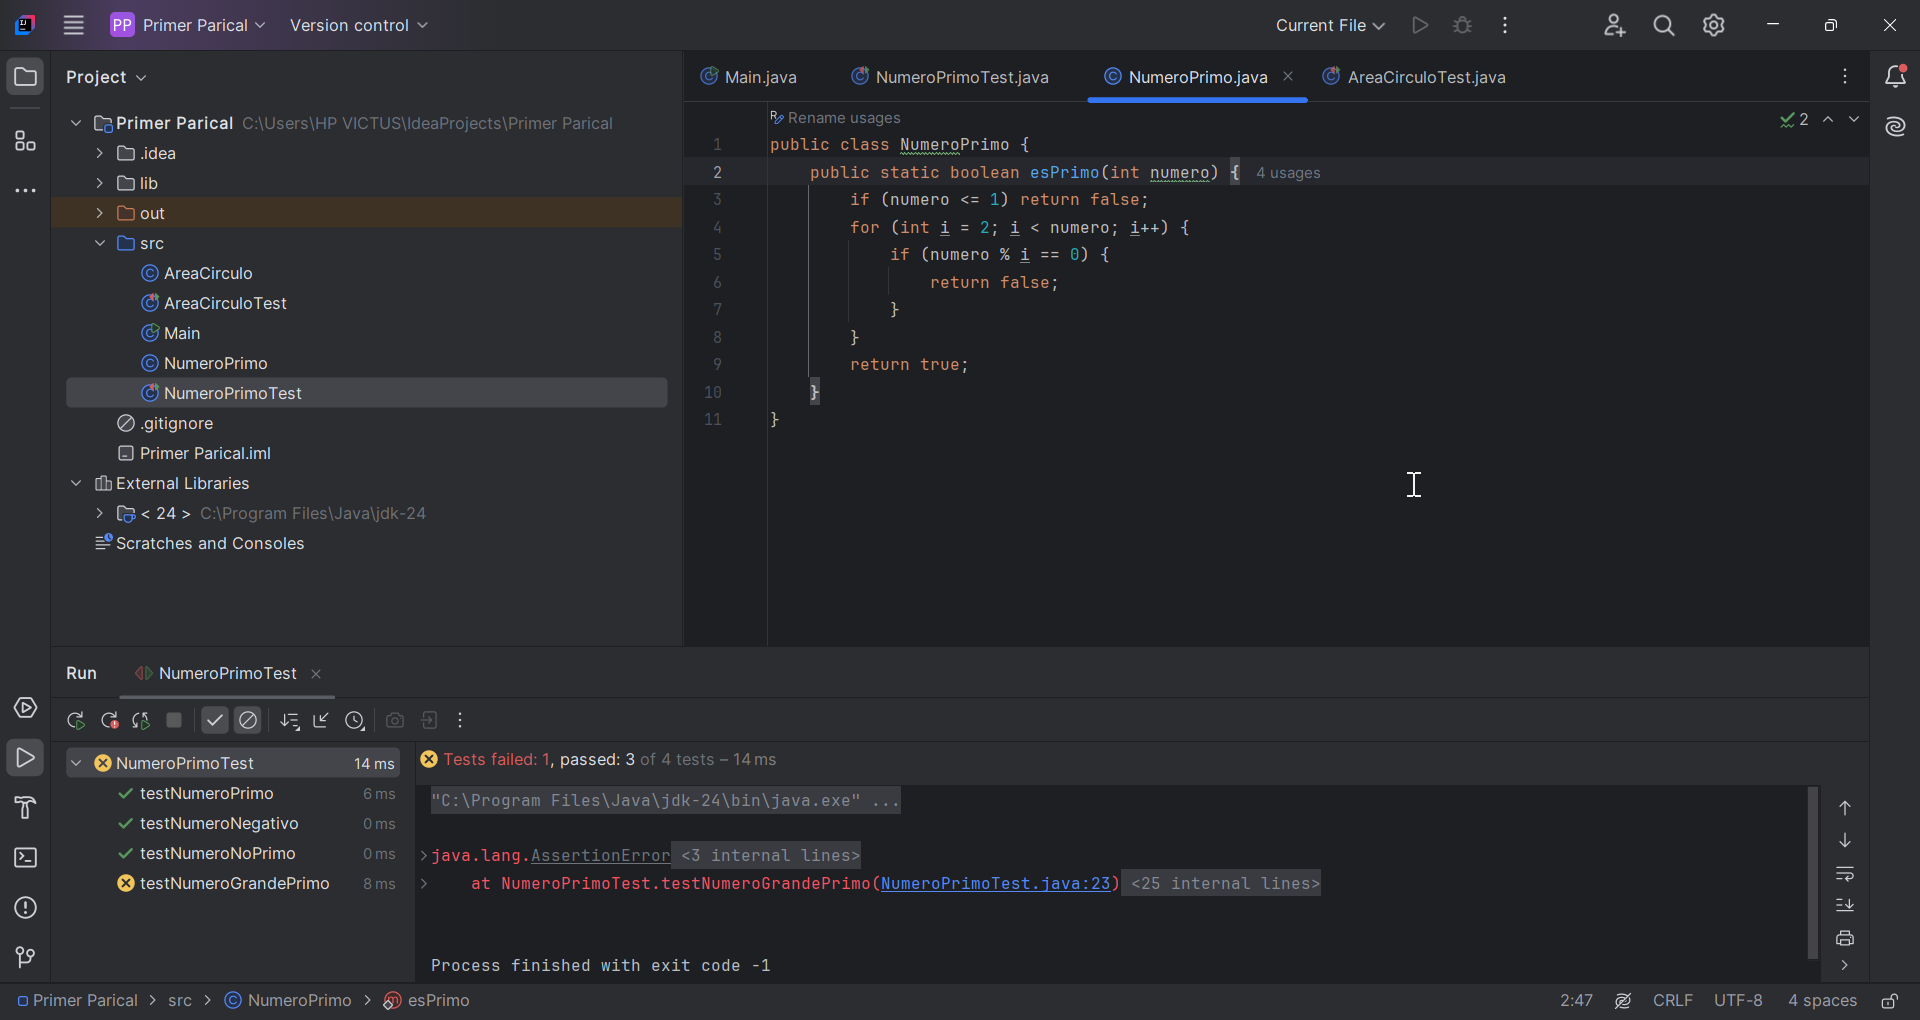 PP Primer Parical Version control Current File
Project
Primer Parical C:\Users\HP VICTUS\IdeaProjects\Primer Parical
.idea
lib
out
src
AreaCirculo
AreaCirculoTest
Main
NumeroPrimo
NumeroPrimoTest
.gitignore
Primer Parical.iml
External Libraries
< 24 > C:\Program Files\Java\jdk-24
Scratches and Consoles
Main.java NumeroPrimoTest.java NumeroPrimo.java AreaCirculoTest.java
Rename usages 2
1 public class NumeroPrimo {
2 public static boolean esPrimo(int numero) { 4 usages
3 if (numero <= 1) return false;
4 for (int i = 2; i < numero; i++) {
5 if (numero % i == 0) {
6 return false;
7 }
8 }
9 return true;
10 }
11 }
Run NumeroPrimoTest
NumeroPrimoTest 14 ms
testNumeroPrimo 6 ms
testNumeroNegativo 0 ms
testNumeroNoPrimo 0 ms
testNumeroGrandePrimo 8 ms
Tests failed: 1, passed: 3 of 4 tests – 14 ms
"C:\Program Files\Java\jdk-24\bin\java.exe" ...
java.lang.AssertionError <3 internal lines>
at NumeroPrimoTest.testNumeroGrandePrimo(NumeroPrimoTest.java:23) <25 internal lines>
Process finished with exit code -1
Primer Parical > src > NumeroPrimo > esPrimo 2:47 CRLF UTF-8 4 spaces